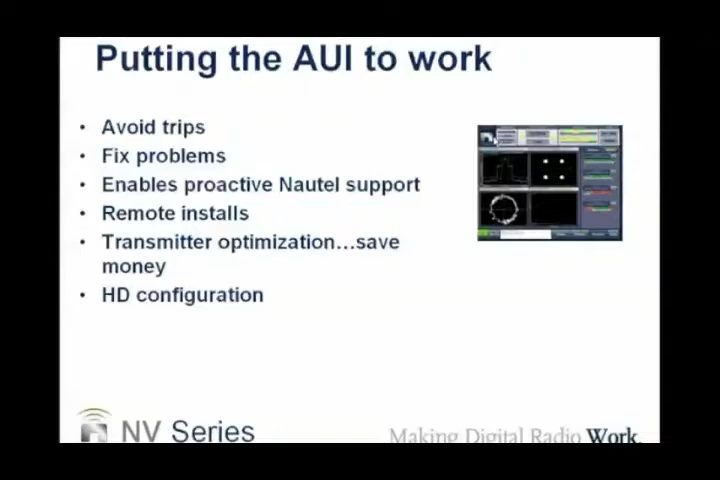 Putting the AUI to work
• Avoid trips
• Fix problems
• Enables proactive Nautel support
• Remote installs
• Transmitter optimization…save
money
• HD configuration
NV Series
Making Digital Radio Work.